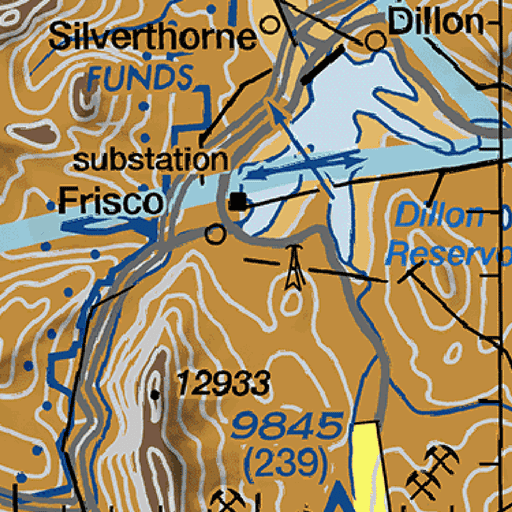 Silverthorne
Dillon
FUNDS
substation
Frisco
Dillon
Reservo
12933
9845
(239)